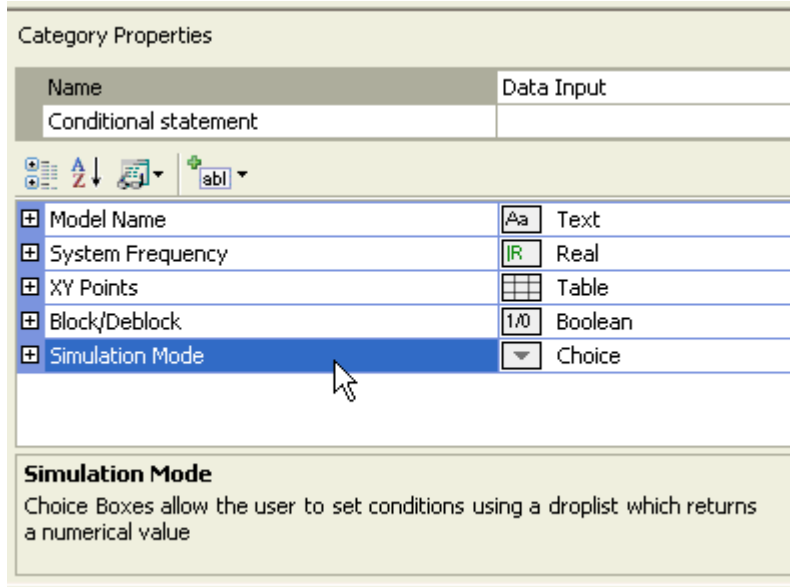 Category Properties
Name Data Input
Conditional statement
A Z abl
Model Name Aa Text
System Frequency |R Real
XY Points Table
Block/Deblock 1/0 Boolean
Simulation Mode Choice
Simulation Mode
Choice Boxes allow the user to set conditions using a droplist which returns
a numerical value